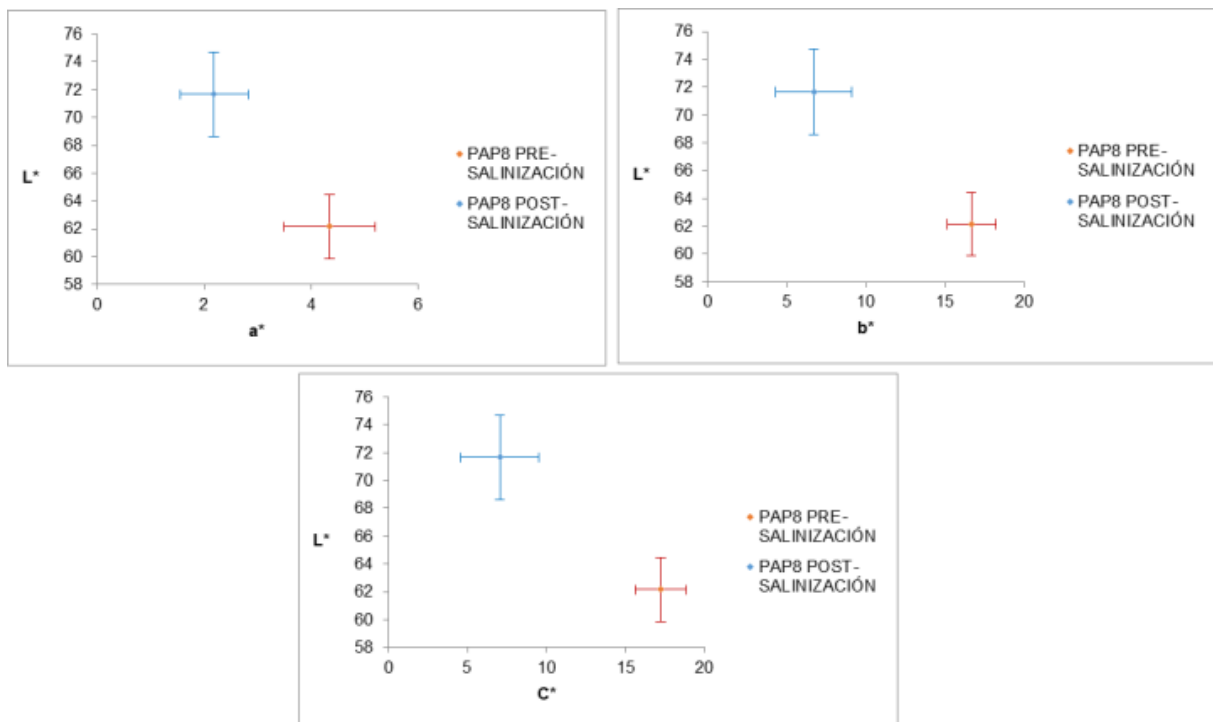 76
74
72
70
68
66
64
62
60
58
L*
0
2
4
6
a*
PAP8 PRE-
SALINIZACIÓN
PAP8 POST-
SALINIZACIÓN
76
74
72
70
68
66
64
62
60
58
L*
0
5
10
15
20
b*
PAP8 PRE-
SALINIZACIÓN
PAP8 POST-
SALINIZACIÓN
76
74
72
70
68
66
64
62
60
58
L*
0
5
10
15
20
C*
PAP8 PRE-
SALINIZACIÓN
PAP8 POST-
SALINIZACIÓN